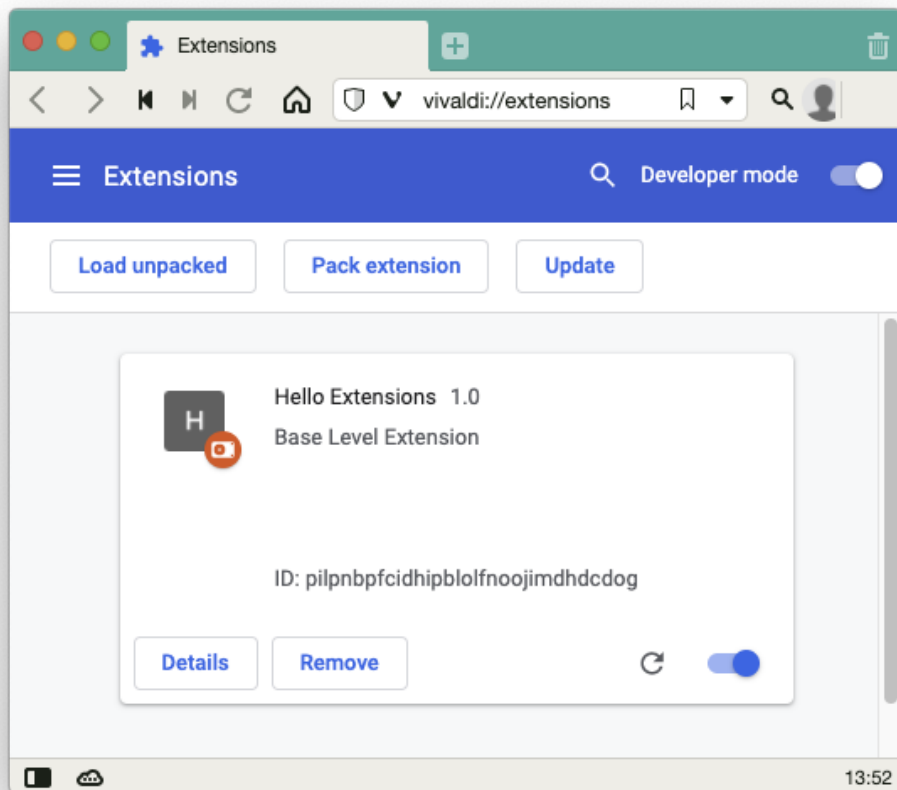 Extensions
vivaldi://extensions
Extensions
Developer mode
Load unpacked
Pack extension
Update
H
Hello Extensions 1.0
Base Level Extension
ID: pilpnbpfcidhipblolfnoojimdhdcdog
Details
Remove
13:52